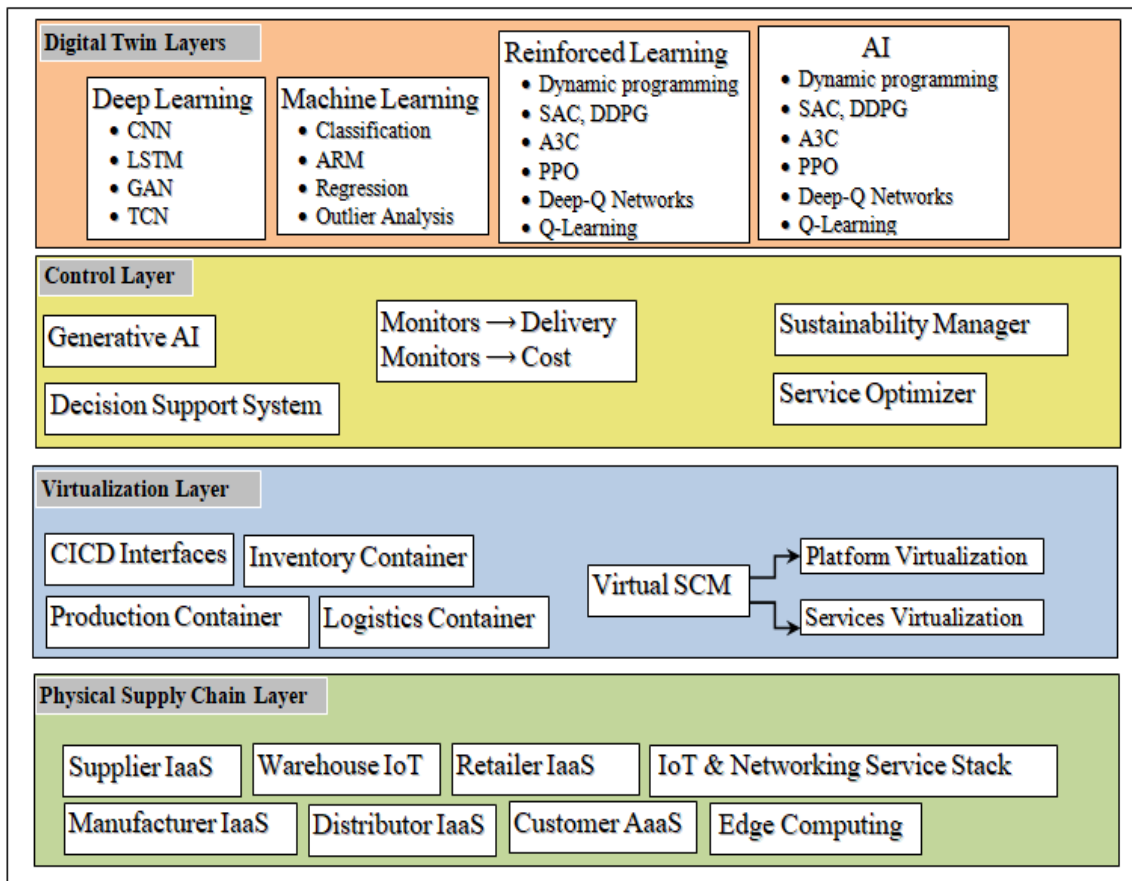 Digital Twin Layers
Deep Learning
• CNN
• LSTM
• GAN
• TCN
Machine Learning
• Classification
• ARM
• Regression
• Outlier Analysis
Reinforced Learning
• Dynamic programming
• SAC, DDPG
• A3C
• PPO
• Deep-Q Networks
• Q-Learning
AI
• Dynamic programming
• SAC, DDPG
• A3C
• PPO
• Deep-Q Networks
• Q-Learning
Control Layer
Generative AI
Decision Support System
Monitors → Delivery
Monitors → Cost
Sustainability Manager
Service Optimizer
Virtualization Layer
CICD Interfaces
Inventory Container
Production Container
Logistics Container
Virtual SCM
Platform Virtualization
Services Virtualization
Physical Supply Chain Layer
Supplier IaaS
Warehouse IoT
Retailer IaaS
IoT & Networking Service Stack
Manufacturer IaaS
Distributor IaaS
Customer AaaS
Edge Computing